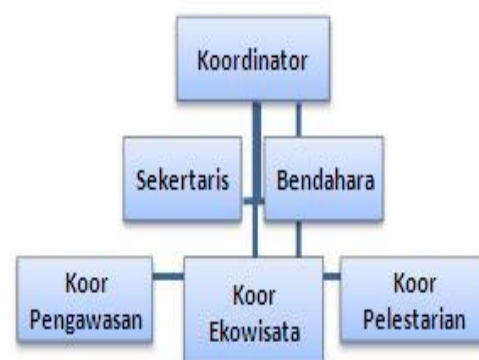 Koordinator
Sekertaris
Bendahara
Koor
Pengawasan
Koor
Ekowisata
Koor
Pelestarian